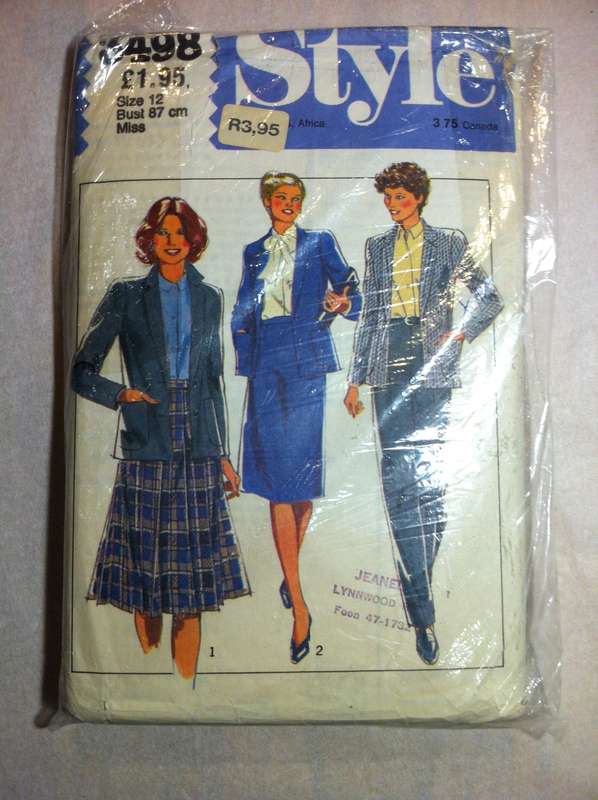 498
Style
£1.95
Size 12
Bust 87 cm
Miss
R3,95
Africa
3.75 Canada
1
2
LYNNWOOD
Foon 47-173